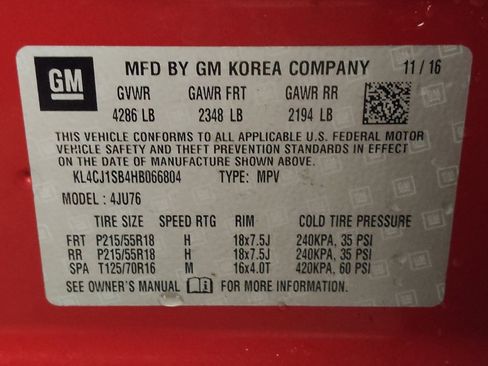 GM MFD BY GM KOREA COMPANY 11/16
GVWR GAWR FRT GAWR RR
4286 LB 2348 LB 2194 LB
THIS VEHICLE CONFORMS TO ALL APPLICABLE U.S. FEDERAL MOTOR
VEHICLE SAFETY AND THEFT PREVENTION STANDARDS IN EFFECT
ON THE DATE OF MANUFACTURE SHOWN ABOVE.
KL4CJ1SB4HB066804 TYPE: MPV
MODEL: 4JU76
TIRE SIZE SPEED RTG RIM COLD TIRE PRESSURE
FRT P215/55R18 H 18x7.5J 240KPA, 35 PSI
RR P215/55R18 H 18x7.5J 240KPA, 35 PSI
SPA T125/70R16 M 16x4.0T 420KPA, 60 PSI
SEE OWNER'S MANUAL i FOR MORE INFORMATION.